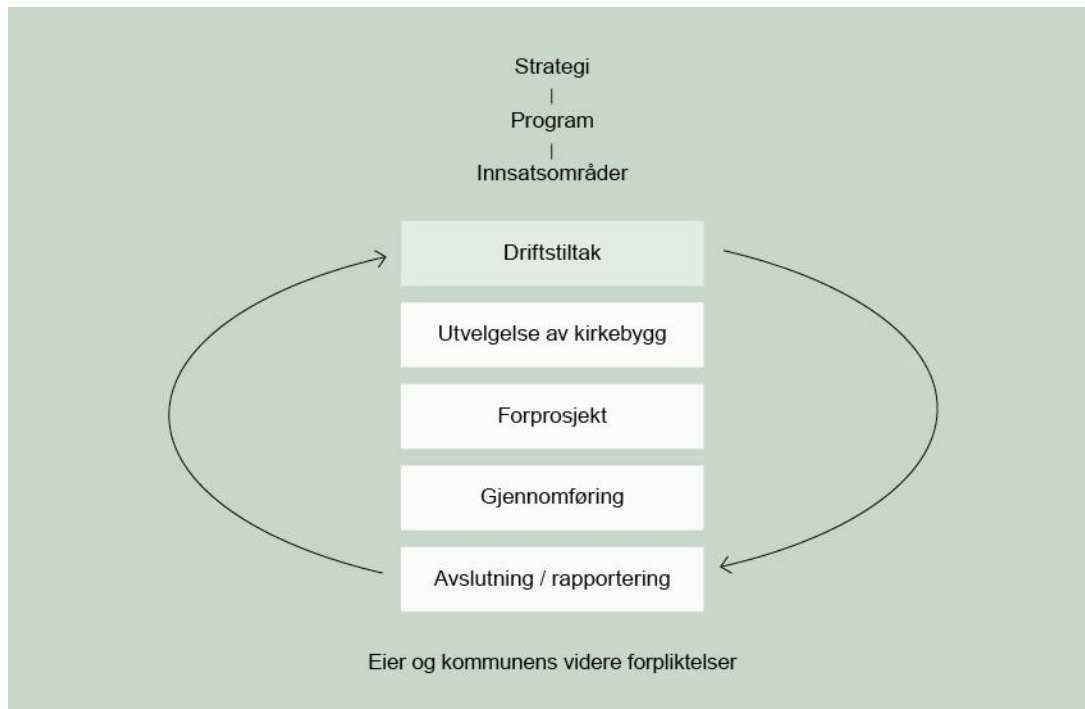 Strategi
Program
Innsatsområder
Driftstiltak
Utvelgelse av kirkebygg
Forprosjekt
Gjennomføring
Avslutning / rapportering
Eier og kommunens videre forpliktelser